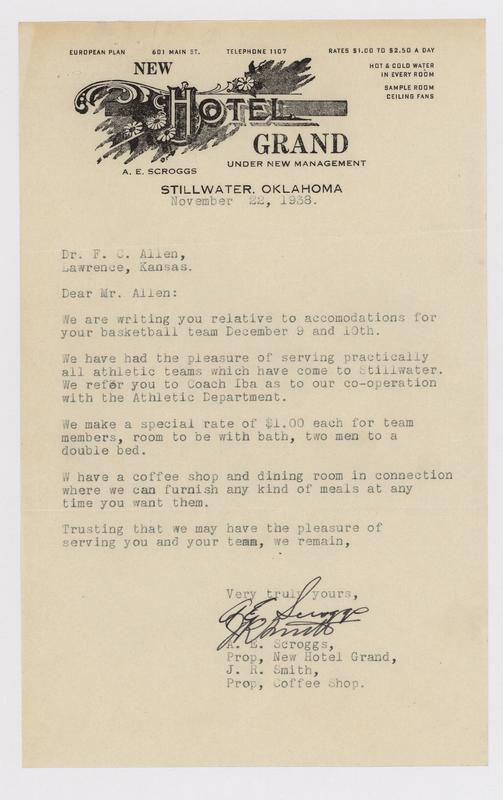 EUROPEAN PLAN 601 MAIN ST. TELEPHONE 1107 RATES $1.00 TO $2.50 A DAY
HOT & COLD WATER
IN EVERY ROOM
SAMPLE ROOM
CEILING FANS
NEW
HOTEL
GRAND
UNDER NEW MANAGEMENT
A. E. SCROGGS
STILLWATER, OKLAHOMA
November 22, 1938.
Dr. F. C. Allen,
Lawrence, Kansas.
Dear Mr. Allen:
We are writing you relative to accomodations for
your basketball team December 9 and 10th.
We have had the pleasure of serving practically
all athletic teams which have come to Stillwater.
We refer you to Coach Iba as to our co-operation
with the Athletic Department.
We make a special rate of $1.00 each for team
members, room to be with bath, two men to a
double bed.
W have a coffee shop and dining room in connection
where we can furnish any kind of meals at any
time you want them.
Trusting that we may have the pleasure of
serving you and your team, we remain,
Very truly yours,
A E Scroggs
J R Smith
A. E. Scroggs,
Prop, New Hotel Grand,
J. R. Smith,
Prop, Coffee Shop.